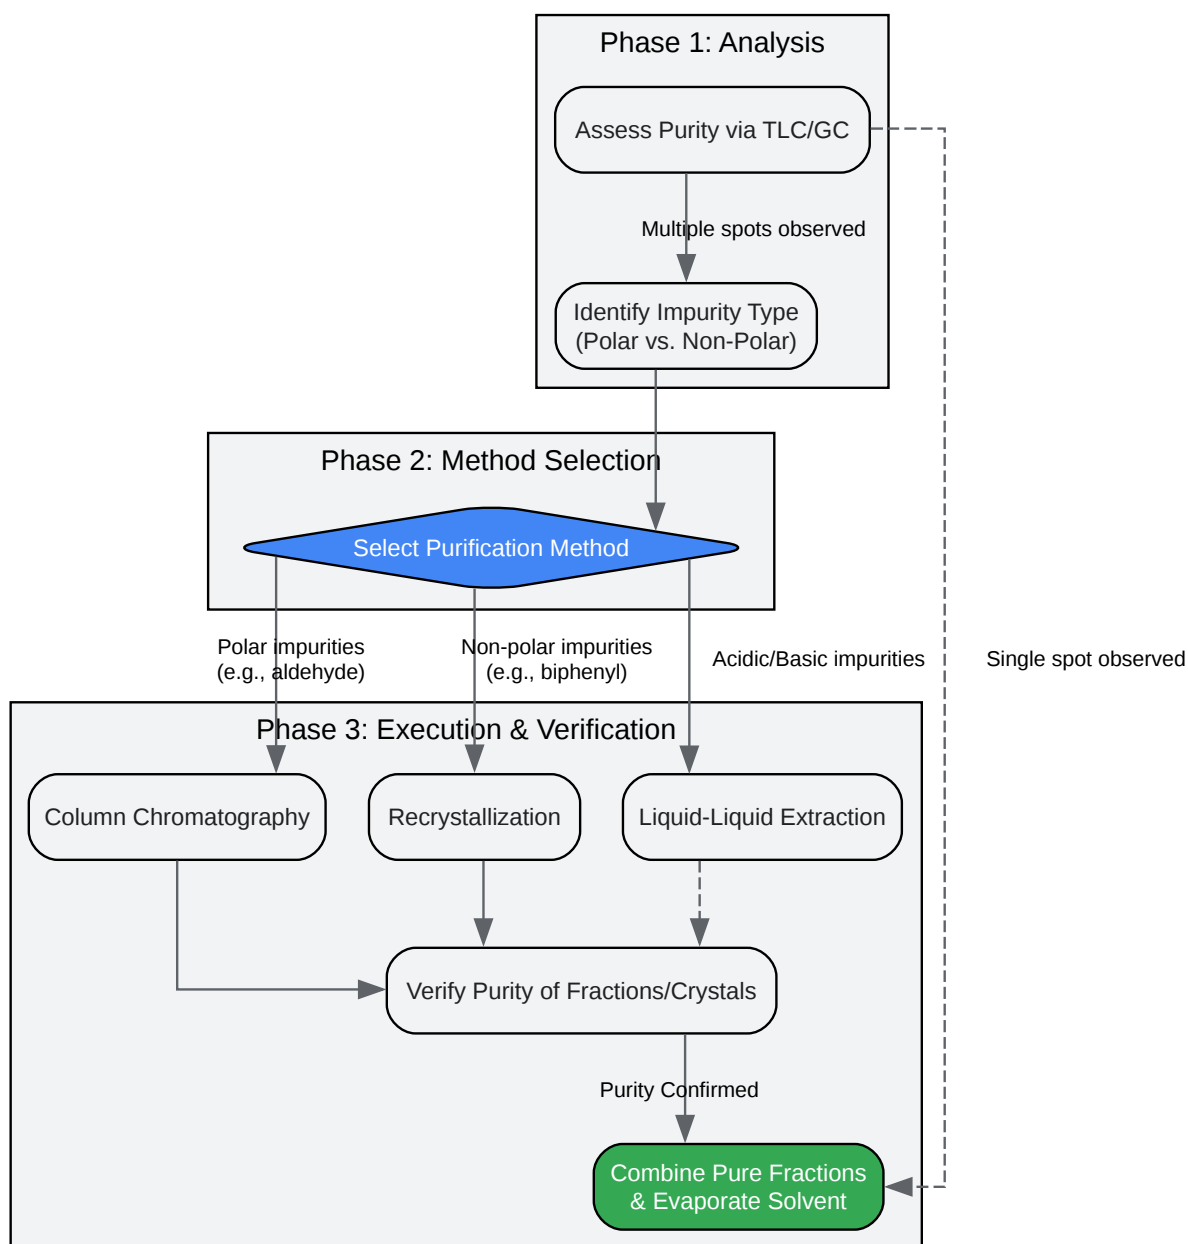 Phase 1: Analysis
Assess Purity via TLC/GC
Multiple spots observed
Identify Impurity Type
(Polar vs. Non-Polar)
Phase 2: Method Selection
Select Purification Method
Polar impurities
(e.g., aldehyde)
Non-polar impurities
(e.g., biphenyl)
Acidic/Basic impurities
Single spot observed
Phase 3: Execution & Verification
Column Chromatography
Recrystallization
Liquid-Liquid Extraction
Verify Purity of Fractions/Crystals
Purity Confirmed
Combine Pure Fractions
& Evaporate Solvent